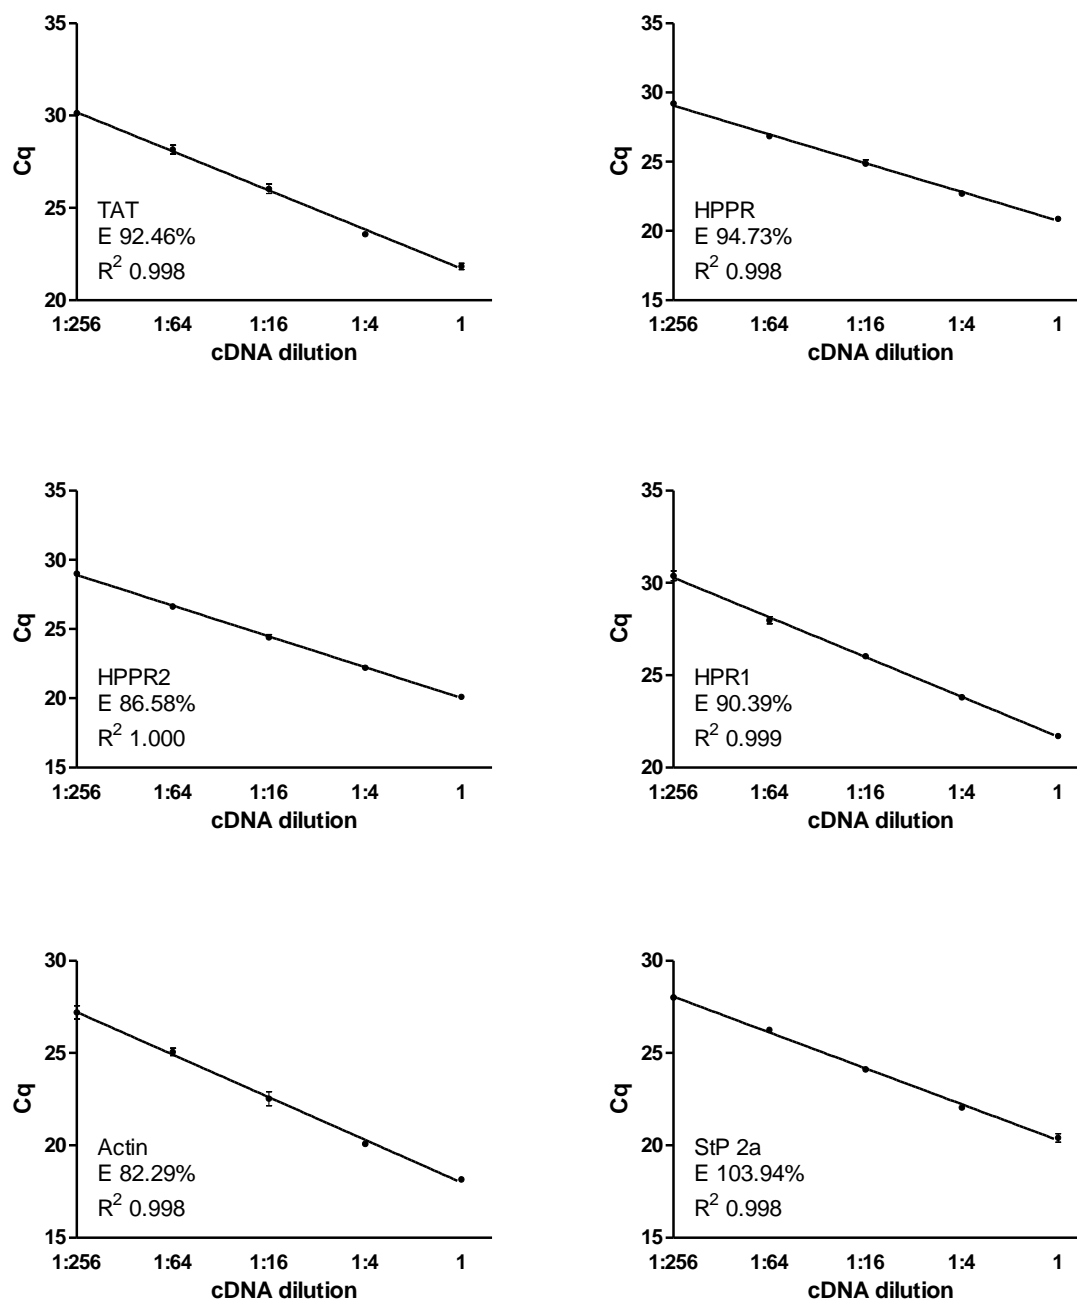 35
30
25
20
Cq
TAT
E 92.46%
R² 0.998
1:256 1:64 1:16 1:4 1
cDNA dilution
35
30
25
20
15
Cq
HPPR
E 94.73%
R² 0.998
1:256 1:64 1:16 1:4 1
cDNA dilution
35
30
25
20
15
Cq
HPPR2
E 86.58%
R² 1.000
1:256 1:64 1:16 1:4 1
cDNA dilution
35
30
25
20
Cq
HPR1
E 90.39%
R² 0.999
1:256 1:64 1:16 1:4 1
cDNA dilution
30
25
20
15
Cq
Actin
E 82.29%
R² 0.998
1:256 1:64 1:16 1:4 1
cDNA dilution
30
25
20
15
Cq
StP 2a
E 103.94%
R² 0.998
1:256 1:64 1:16 1:4 1
cDNA dilution